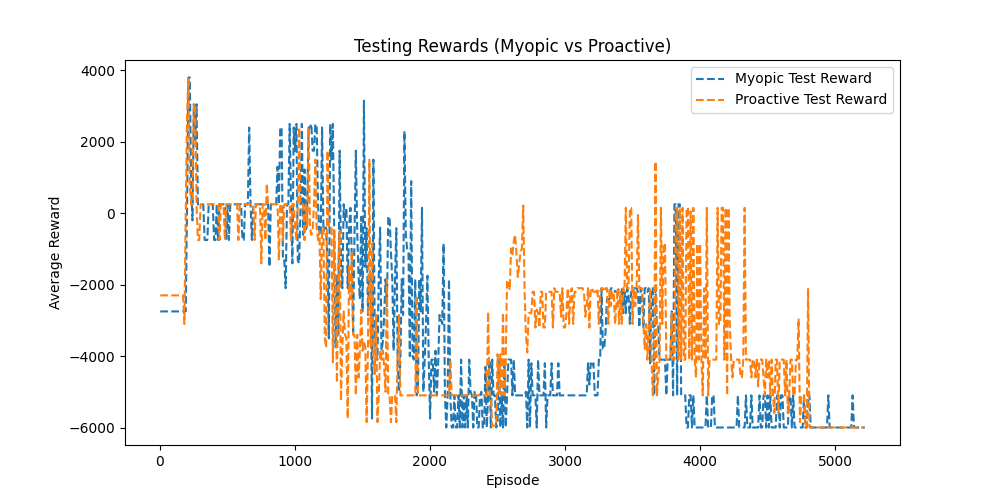 Testing Rewards (Myopic vs Proactive)
Myopic Test Reward
Proactive Test Reward
Average Reward
4000
2000
0
−2000
−4000
−6000
0
1000
2000
3000
4000
5000
Episode